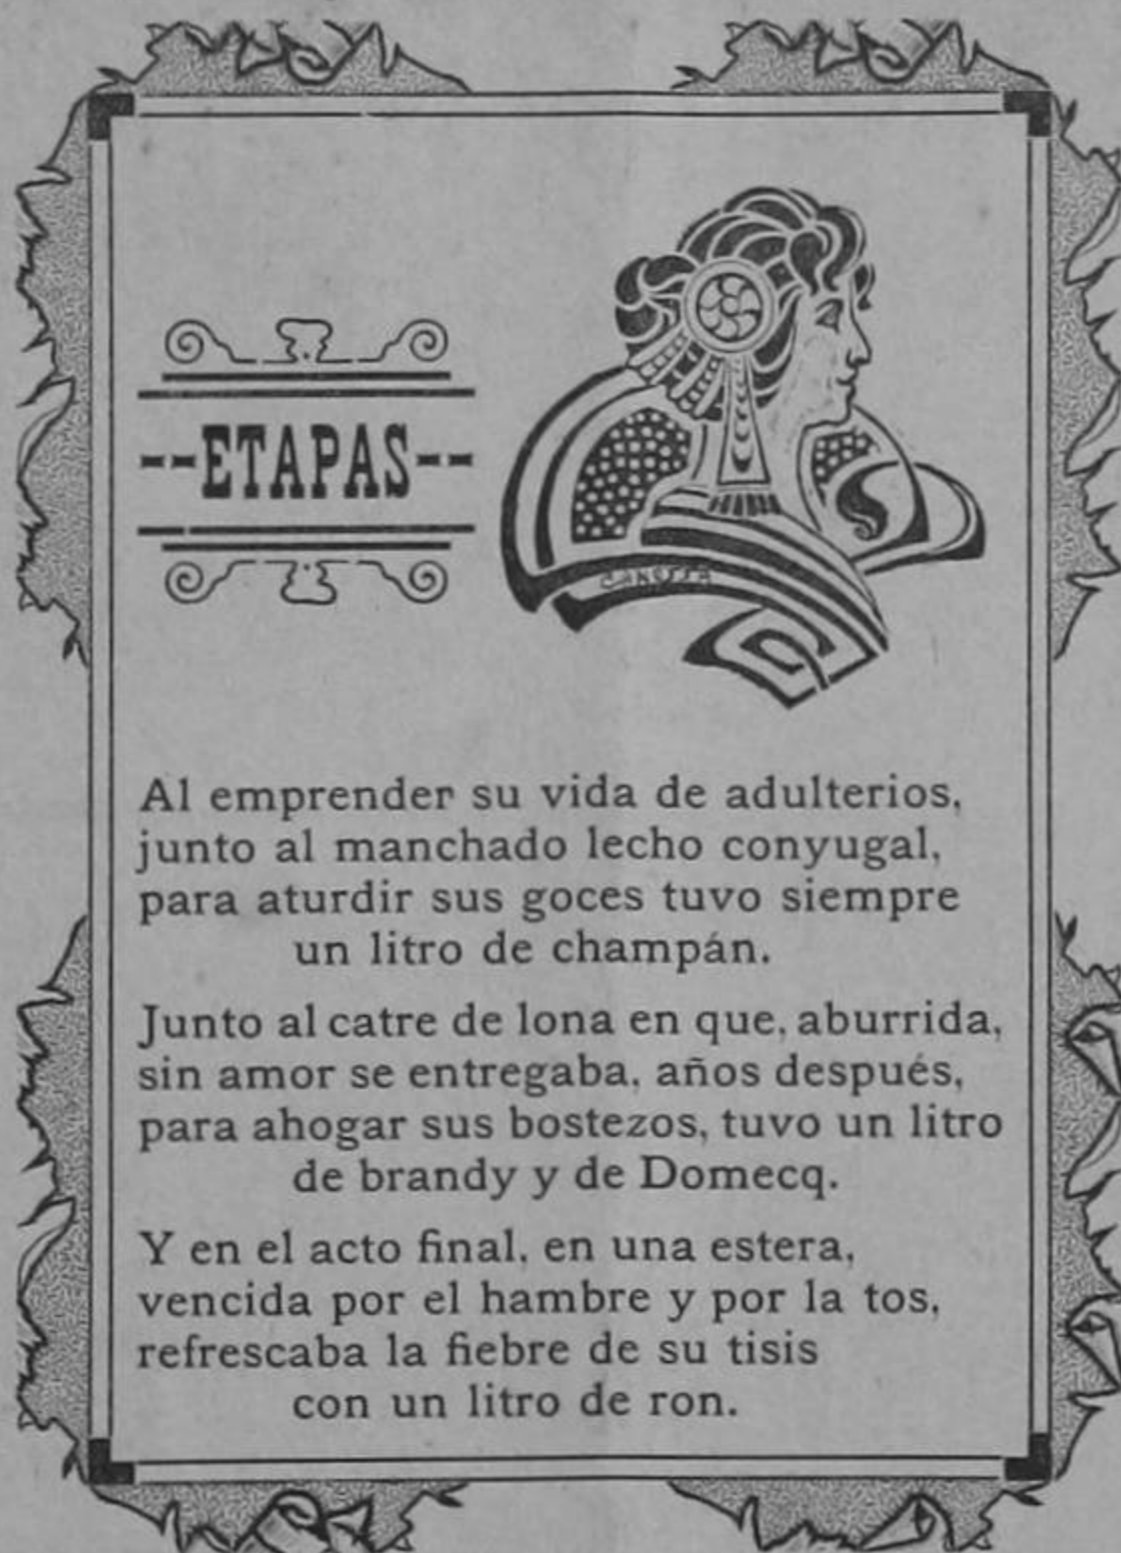 --ETAPAS--
Al emprender su vida de adulterios,
junto al manchado lecho conyugal,
para aturdir sus goces tuvo siempre
un litro de champán.
Junto al catre de lona en que, aburrida,
sin amor se entregaba, años después,
para ahogar sus bostezos, tuvo un litro
de brandy y de Domecq.
Y en el acto final, en una estera,
vencida por el hambre y por la tos,
refrescaba la fiebre de su tisis
con un litro de ron.